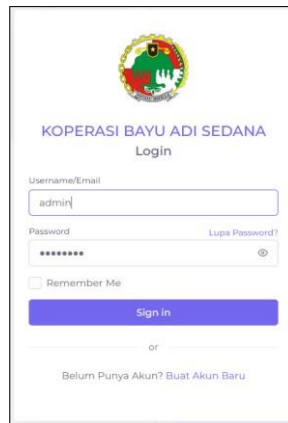 KOPERASI BAYU ADI SEDANA
Login
Username/Email
admin
Password Lupa Password?
••••••••
Remember Me
Sign in
or
Belum Punya Akun? Buat Akun Baru